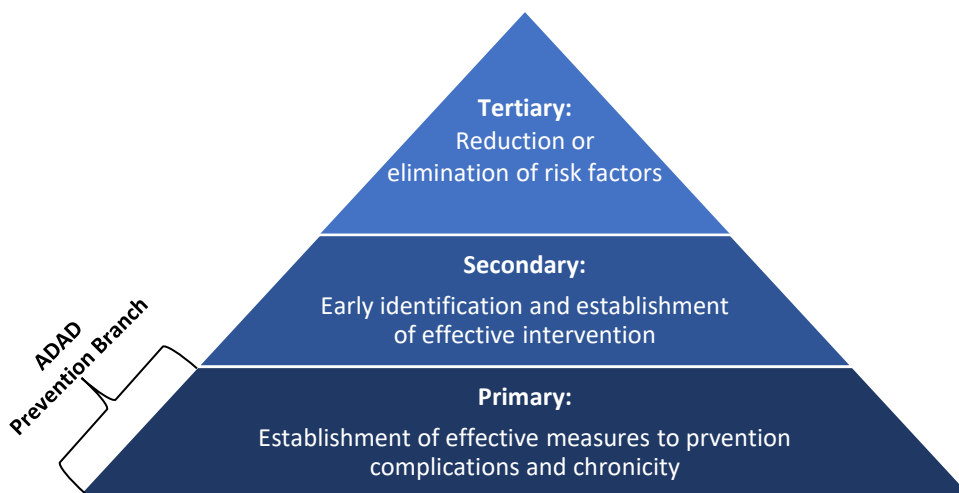 Tertiary:
Reduction or
elimination of risk factors
Secondary:
Early identification and establishment
of effective intervention
ADAD
Prevention Branch
Primary:
Establishment of effective measures to prvention
complications and chronicity